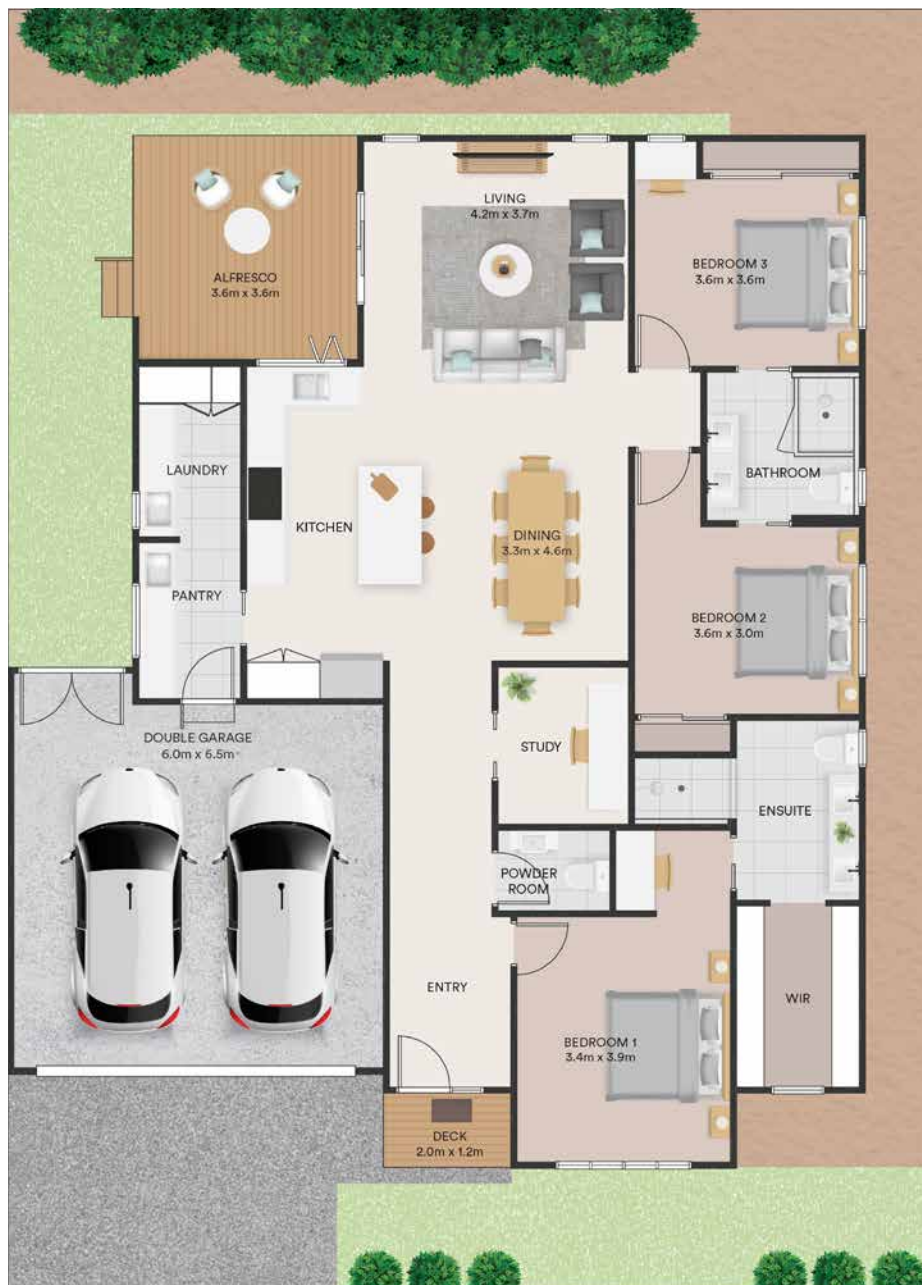 LIVING
4.2m x 3.7m
ALFRESCO
3.6m x 3.6m
BEDROOM 3
3.6m x 3.6m
LAUNDRY
BATHROOM
KITCHEN
DINING
3.3m x 4.6m
PANTRY
BEDROOM 2
3.6m x 3.0m
DOUBLE GARAGE
6.0m x 6.5m
STUDY
ENSUITE
POWDER
ROOM
ENTRY
WIR
BEDROOM 1
3.4m x 3.9m
DECK
2.0m x 1.2m